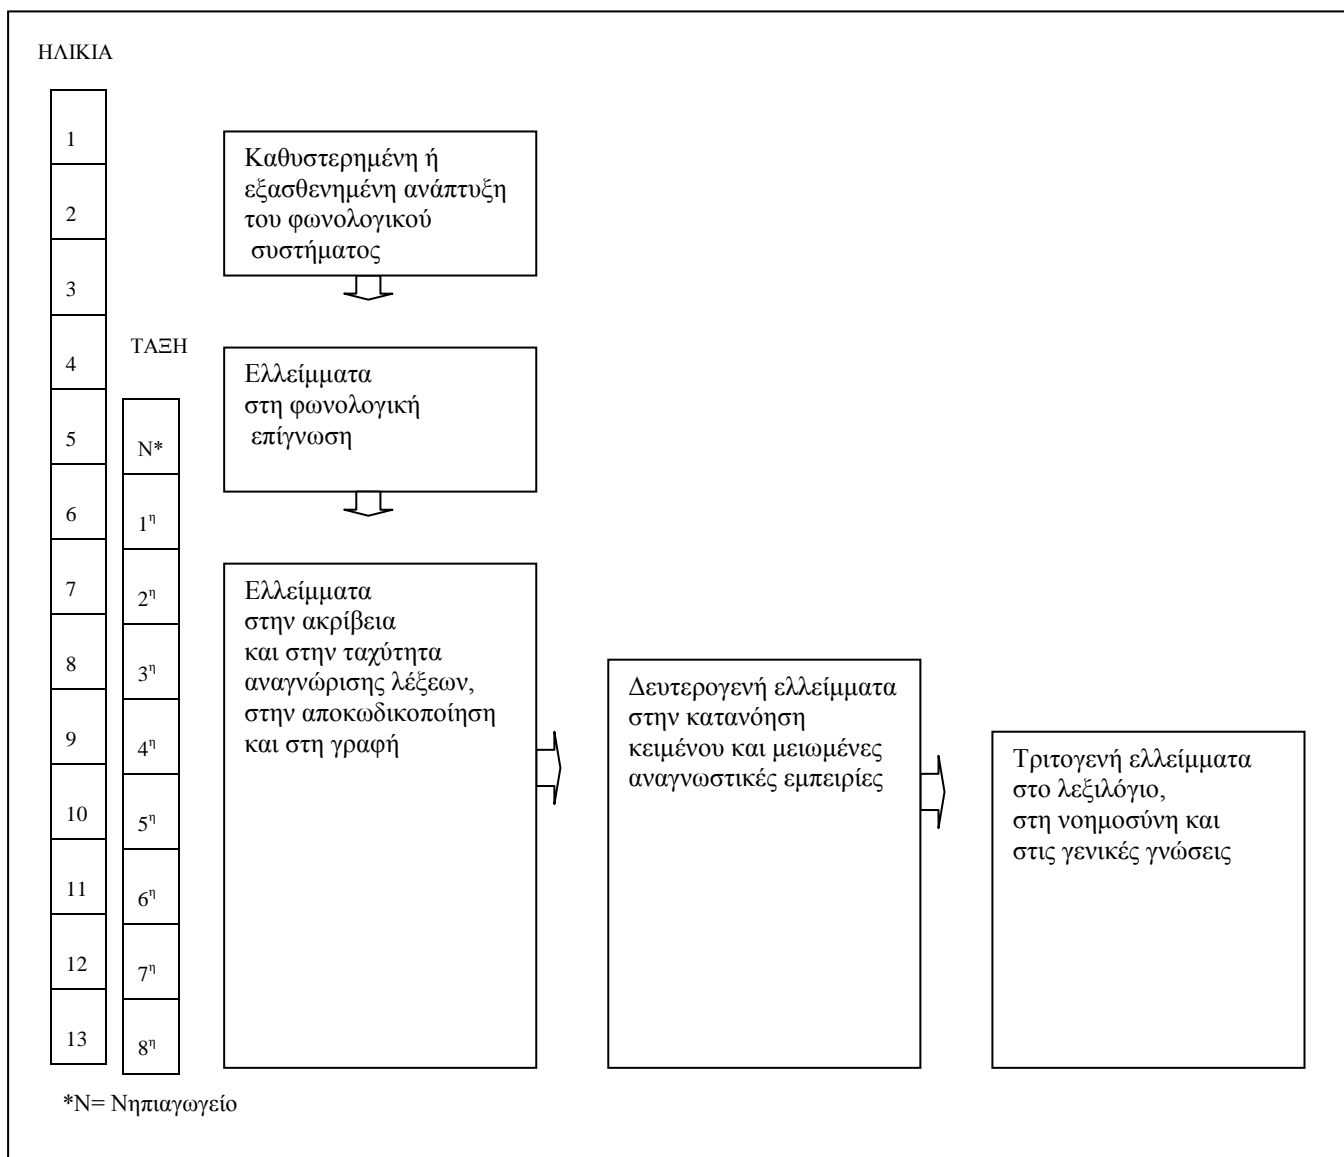 ΗΛΙΚΙΑ
1
2
3
4
5
6
7
8
9
10
11
12
13
ΤΑΞΗ
Ν*
1η
2η
3η
4η
5η
6η
7η
8η
Καθυστερημένη ή
εξασθενημένη ανάπτυξη
του φωνολογικού
συστήματος
Ελλείμματα
στη φωνολογική
επίγνωση
Ελλείμματα
στην ακρίβεια
και στην ταχύτητα
αναγνώρισης λέξεων,
στην αποκωδικοποίηση
και στη γραφή
Δευτερογενή ελλείμματα
στην κατανόηση
κειμένου και μειωμένες
αναγνωστικές εμπειρίες
Τριτογενή ελλείμματα
στο λεξιλόγιο,
στη νοημοσύνη και
στις γενικές γνώσεις
*Ν= Νηπιαγωγείο